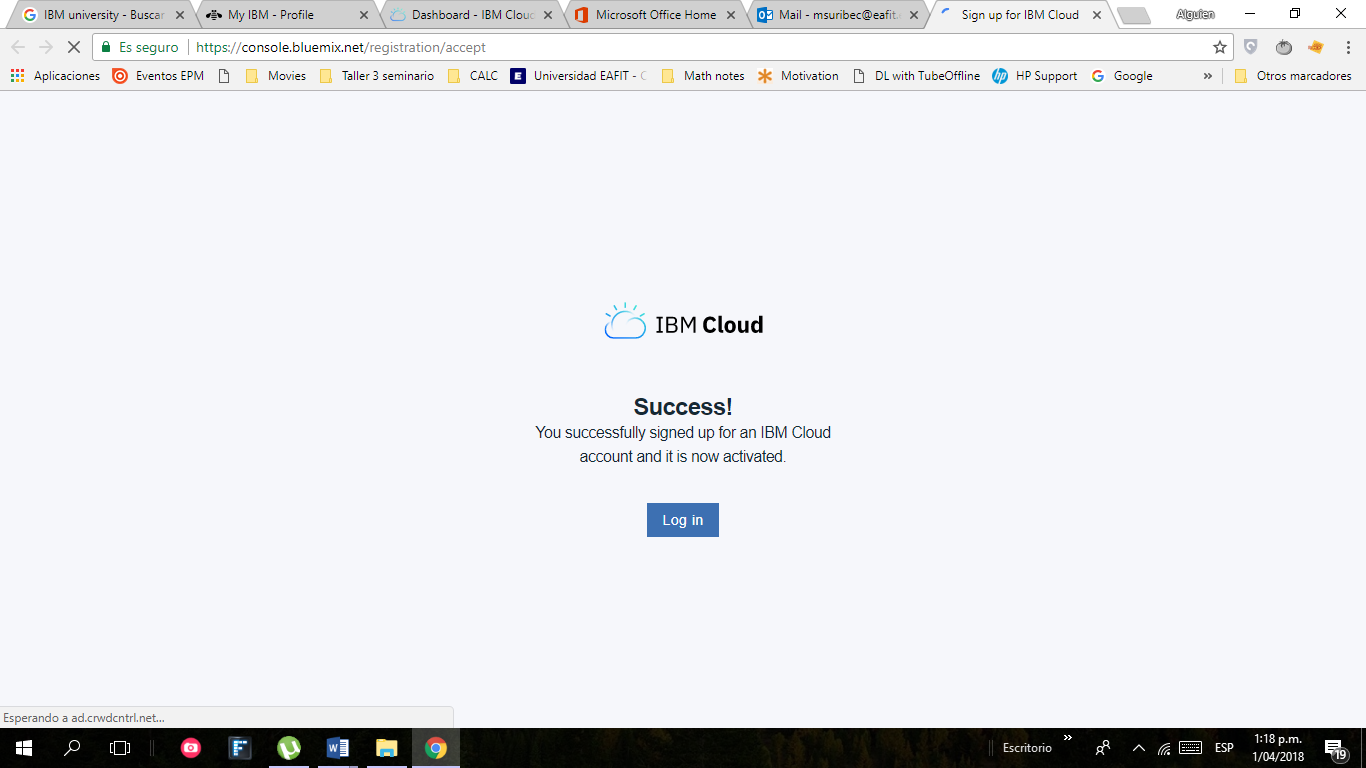 IBM university - Buscar
My IBM - Profile
Dashboard - IBM Cloud
Microsoft Office Home
Mail - msuribec@eafit.
Sign up for IBM Cloud
Alguien
Es seguro
https://console.bluemix.net/registration/accept
Aplicaciones
Eventos EPM
Movies
Taller 3 seminario
CALC
E
Universidad EAFIT - C
Math notes
Motivation
DL with TubeOffline
hp
HP Support
G
Google
»
Otros marcadores
IBM Cloud
Success!
You successfully signed up for an IBM Cloud
account and it is now activated.
Log in
Esperando a ad.crwdcntrl.net...
Escritorio
»
ESP
1:18 p.m.
1/04/2018
19